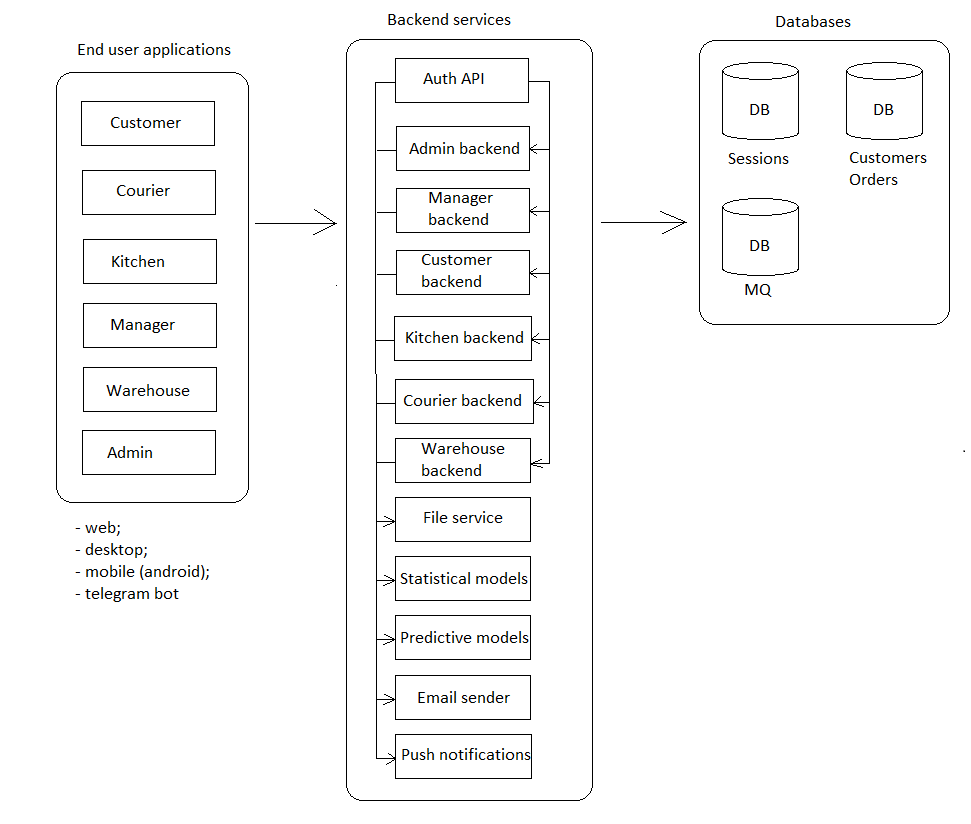 End user applications
Customer
Courier
Kitchen
Manager
Warehouse
Admin
- web;
- desktop;
- mobile (android);
- telegram bot
Backend services
Auth API
Admin backend
Manager
backend
Customer
backend
Kitchen backend
Courier backend
Warehouse
backend
File service
Statistical models
Predictive models
Email sender
Push notifications
Databases
DB
Sessions
DB
Customers
Orders
DB
MQ